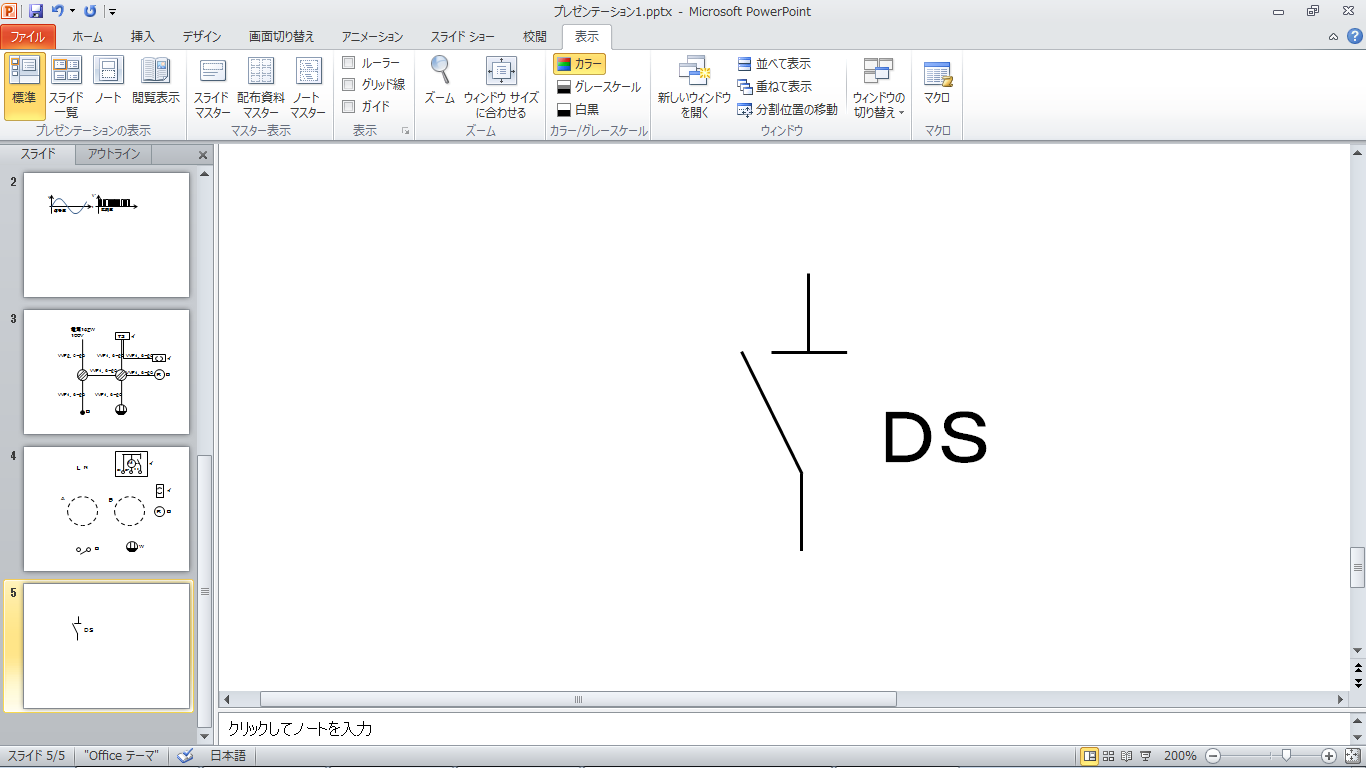 プレゼンテーション1.pptx - Microsoft PowerPoint
ファイル ホーム 挿入 デザイン 画面切り替え アニメーション スライド ショー 校閲 表示
標準 スライド一覧 ノート 閲覧表示
プレゼンテーションの表示
スライド マスター 配布資料 マスター ノート マスター
マスター表示
ルーラー
グリッド線
ガイド
表示
ズーム ウィンドウ サイズに合わせる
ズーム
カラー
グレースケール
白黒
カラー/グレースケール
新しいウィンドウを開く
並べて表示
重ねて表示
分割位置の移動
ウィンドウの切り替え
ウィンドウ
マクロ
マクロ
スライド アウトライン
2
3
4
5
DS
DS
クリックしてノートを入力
スライド 5/5 "Office テーマ" 日本語 200%